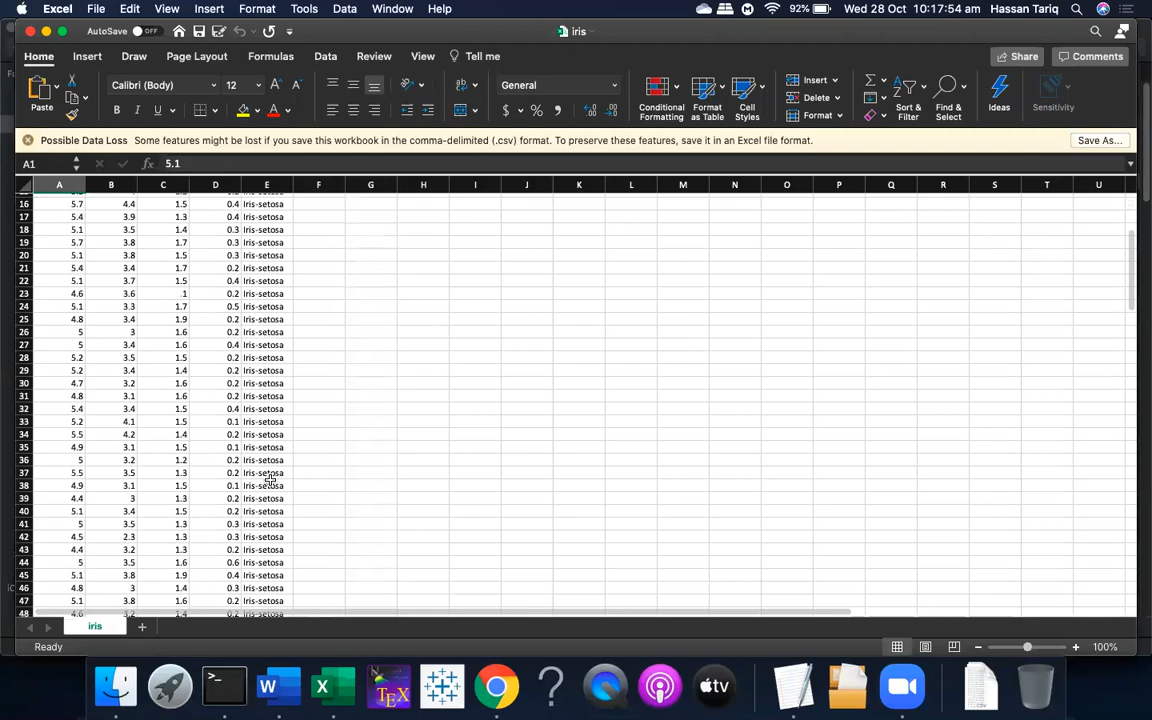 Excel File Edit View Insert Format Tools Data Window Help 92% Wed 28 Oct 10:17:54 am Hassan Tariq
AutoSave OFF iris
Home Insert Draw Page Layout Formulas Data Review View Tell me Share Comments
Paste Calibri (Body) 12 General Conditional Formatting Format as Table Cell Styles Insert Delete Format Sort & Filter Find & Select Ideas Sensitivity
Possible Data Loss Some features might be lost if you save this workbook in the comma-delimited (.csv) format. To preserve these features, save it in an Excel file format. Save As...
A1 fx 5.1
A B C D E F G H I J K L M N O P Q R S T U
16 5.7 4.4 1.5 0.4 Iris-setosa
17 5.4 3.9 1.3 0.4 Iris-setosa
18 5.1 3.5 1.4 0.3 Iris-setosa
19 5.7 3.8 1.7 0.3 Iris-setosa
20 5.1 3.8 1.5 0.3 Iris-setosa
21 5.4 3.4 1.7 0.2 Iris-setosa
22 5.1 3.7 1.5 0.4 Iris-setosa
23 4.6 3.6 1 0.2 Iris-setosa
24 5.1 3.3 1.7 0.5 Iris-setosa
25 4.8 3.4 1.9 0.2 Iris-setosa
26 5 3 1.6 0.2 Iris-setosa
27 5 3.4 1.6 0.4 Iris-setosa
28 5.2 3.5 1.5 0.2 Iris-setosa
29 5.2 3.4 1.4 0.2 Iris-setosa
30 4.7 3.2 1.6 0.2 Iris-setosa
31 4.8 3.1 1.6 0.2 Iris-setosa
32 5.4 3.4 1.5 0.4 Iris-setosa
33 5.2 4.1 1.5 0.1 Iris-setosa
34 5.5 4.2 1.4 0.2 Iris-setosa
35 4.9 3.1 1.5 0.1 Iris-setosa
36 5 3.2 1.2 0.2 Iris-setosa
37 5.5 3.5 1.3 0.2 Iris-setosa
38 4.9 3.1 1.5 0.1 Iris-setosa
39 4.4 3 1.3 0.2 Iris-setosa
40 5.1 3.4 1.5 0.2 Iris-setosa
41 5 3.5 1.3 0.3 Iris-setosa
42 4.5 2.3 1.3 0.3 Iris-setosa
43 4.4 3.2 1.3 0.2 Iris-setosa
44 5 3.5 1.6 0.6 Iris-setosa
45 5.1 3.8 1.9 0.4 Iris-setosa
46 4.8 3 1.4 0.3 Iris-setosa
47 5.1 3.8 1.6 0.2 Iris-setosa
48 4.6 3.2 1.4 0.2 Iris-setosa
iris
Ready 100%